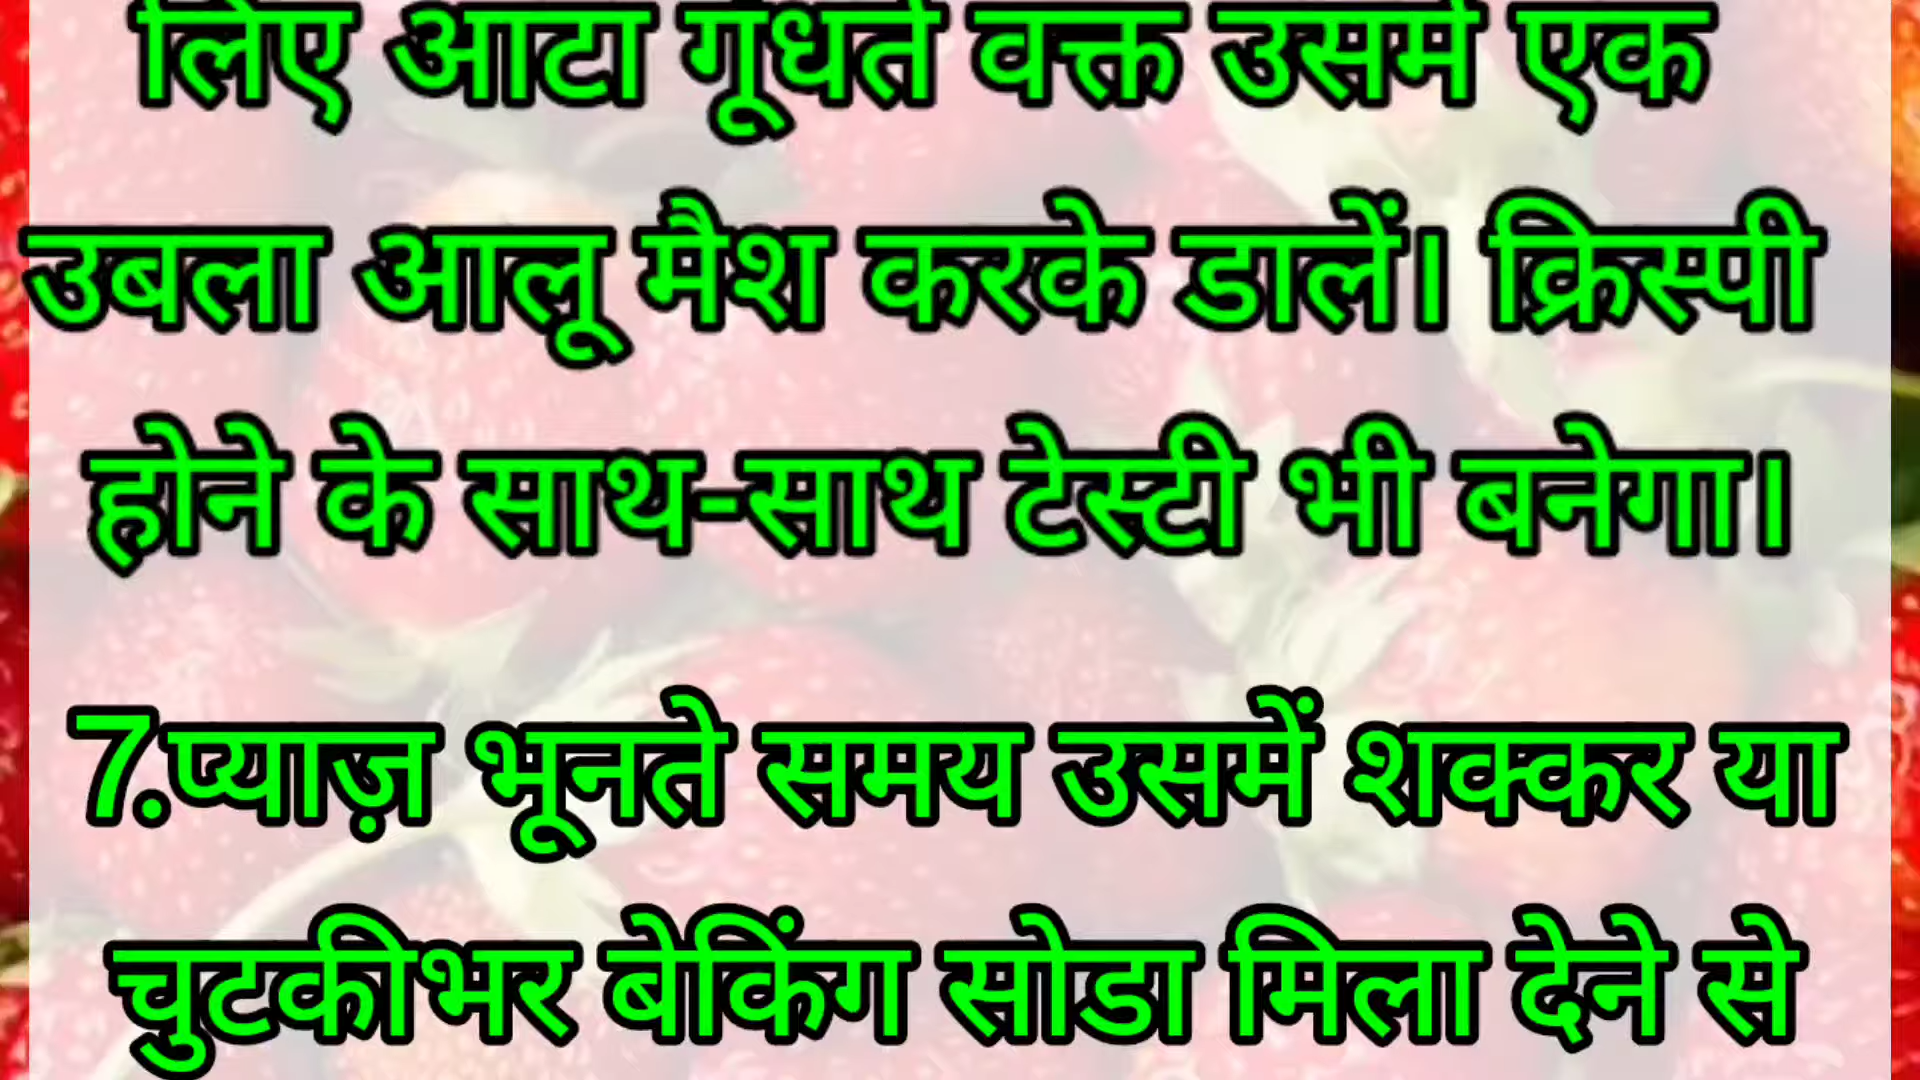 लिए आटा गूंधते वक्त उसमें एक
उबला आलू मैश करके डालें। क्रिस्पी
होने के साथ-साथ टेस्टी भी बनेगा।
7.प्याज़ भूनते समय उसमें शक्कर या
चुटकीभर बेकिंग सोडा मिला देने से